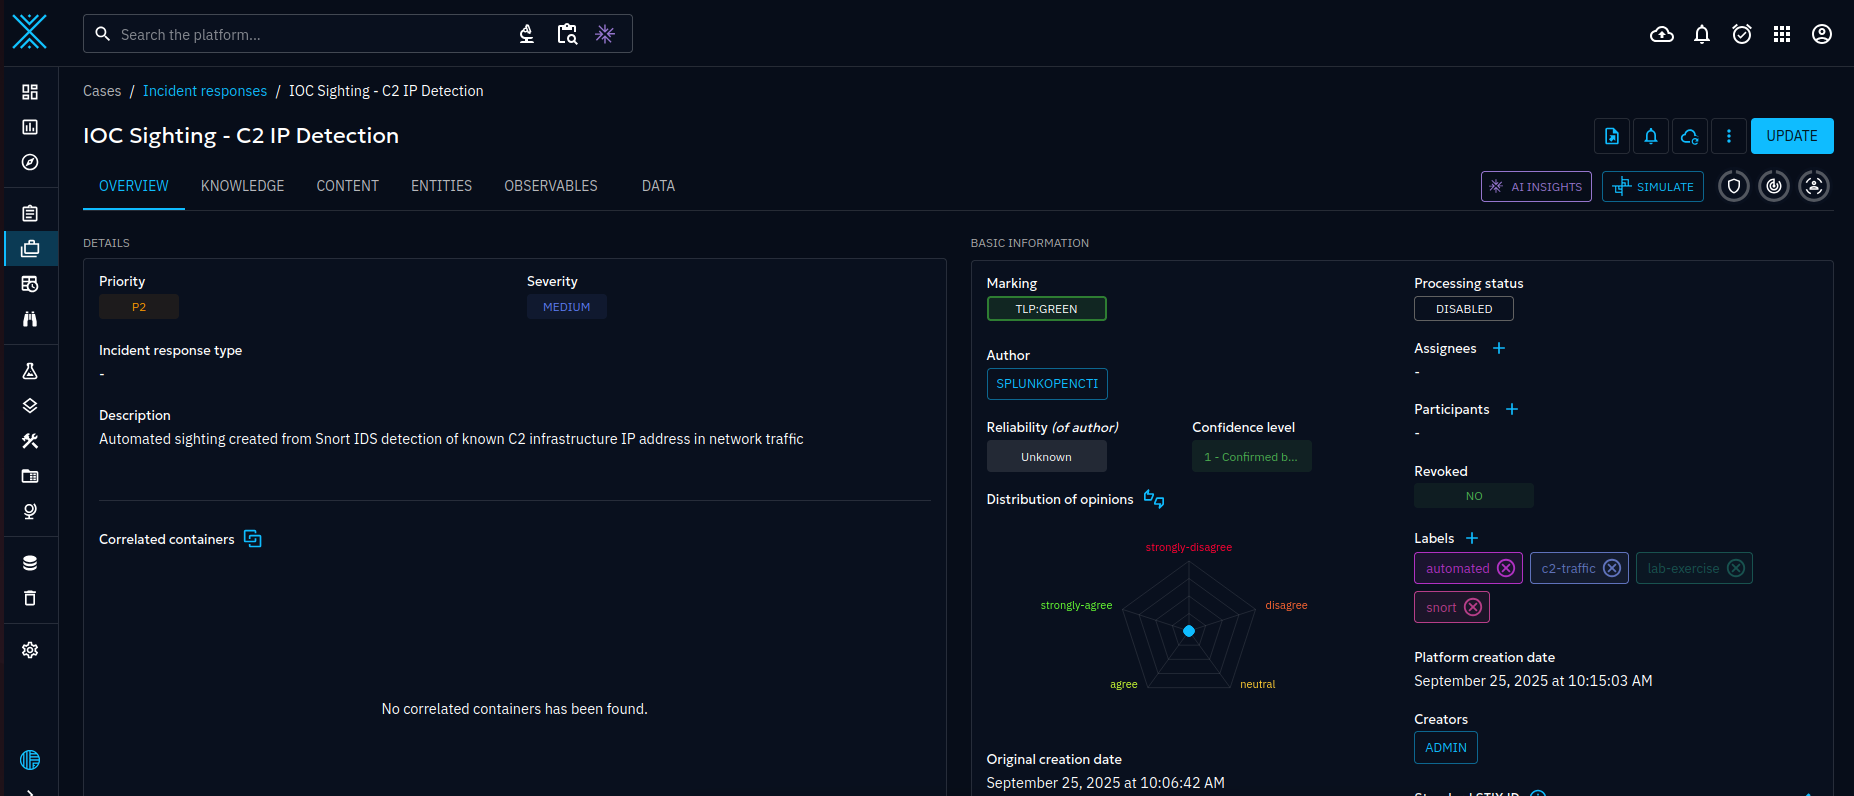 Search the platform...
Cases / Incident responses / IOC Sighting - C2 IP Detection
IOC Sighting - C2 IP Detection
UPDATE
OVERVIEW KNOWLEDGE CONTENT ENTITIES OBSERVABLES DATA
AI INSIGHTS SIMULATE
DETAILS
Priority Severity
P2 MEDIUM
Incident response type
-
Description
Automated sighting created from Snort IDS detection of known C2 infrastructure IP address in network traffic
Correlated containers
No correlated containers has been found.
BASIC INFORMATION
Marking
TLP:GREEN
Author
SPLUNKOPENCTI
Reliability (of author) Confidence level
Unknown 1 - Confirmed b...
Distribution of opinions
strongly-disagree
strongly-agree disagree
agree neutral
Original creation date
September 25, 2025 at 10:06:42 AM
Processing status
DISABLED
Assignees +
-
Participants +
-
Revoked
NO
Labels +
automated c2-traffic lab-exercise
snort
Platform creation date
September 25, 2025 at 10:15:03 AM
Creators
ADMIN
Standard STIX ID